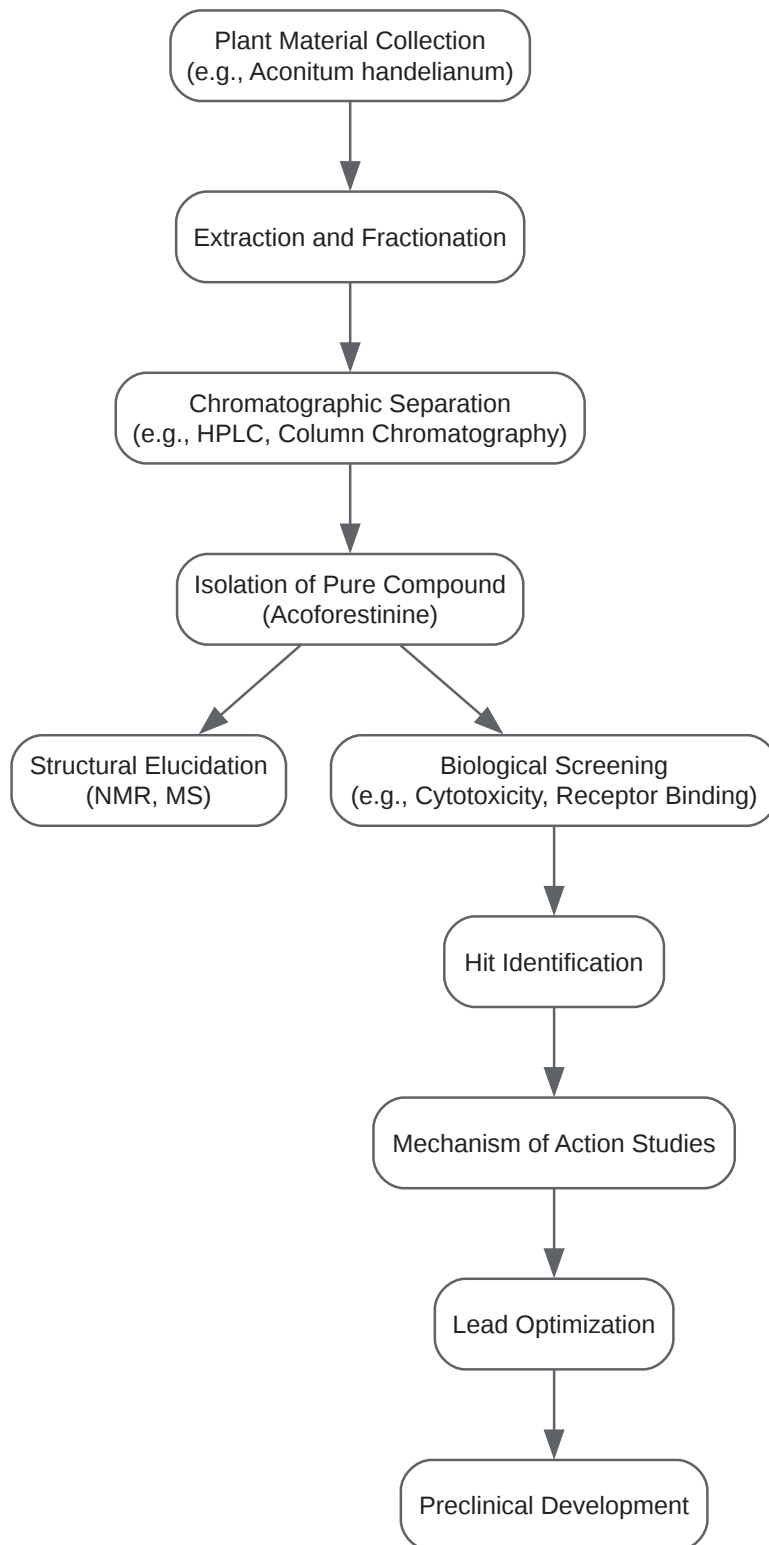 Plant Material Collection
(e.g., Aconitum handelianum)
Extraction and Fractionation
Chromatographic Separation
(e.g., HPLC, Column Chromatography)
Isolation of Pure Compound
(Acoforestinine)
Structural Elucidation
(NMR, MS)
Biological Screening
(e.g., Cytotoxicity, Receptor Binding)
Hit Identification
Mechanism of Action Studies
Lead Optimization
Preclinical Development